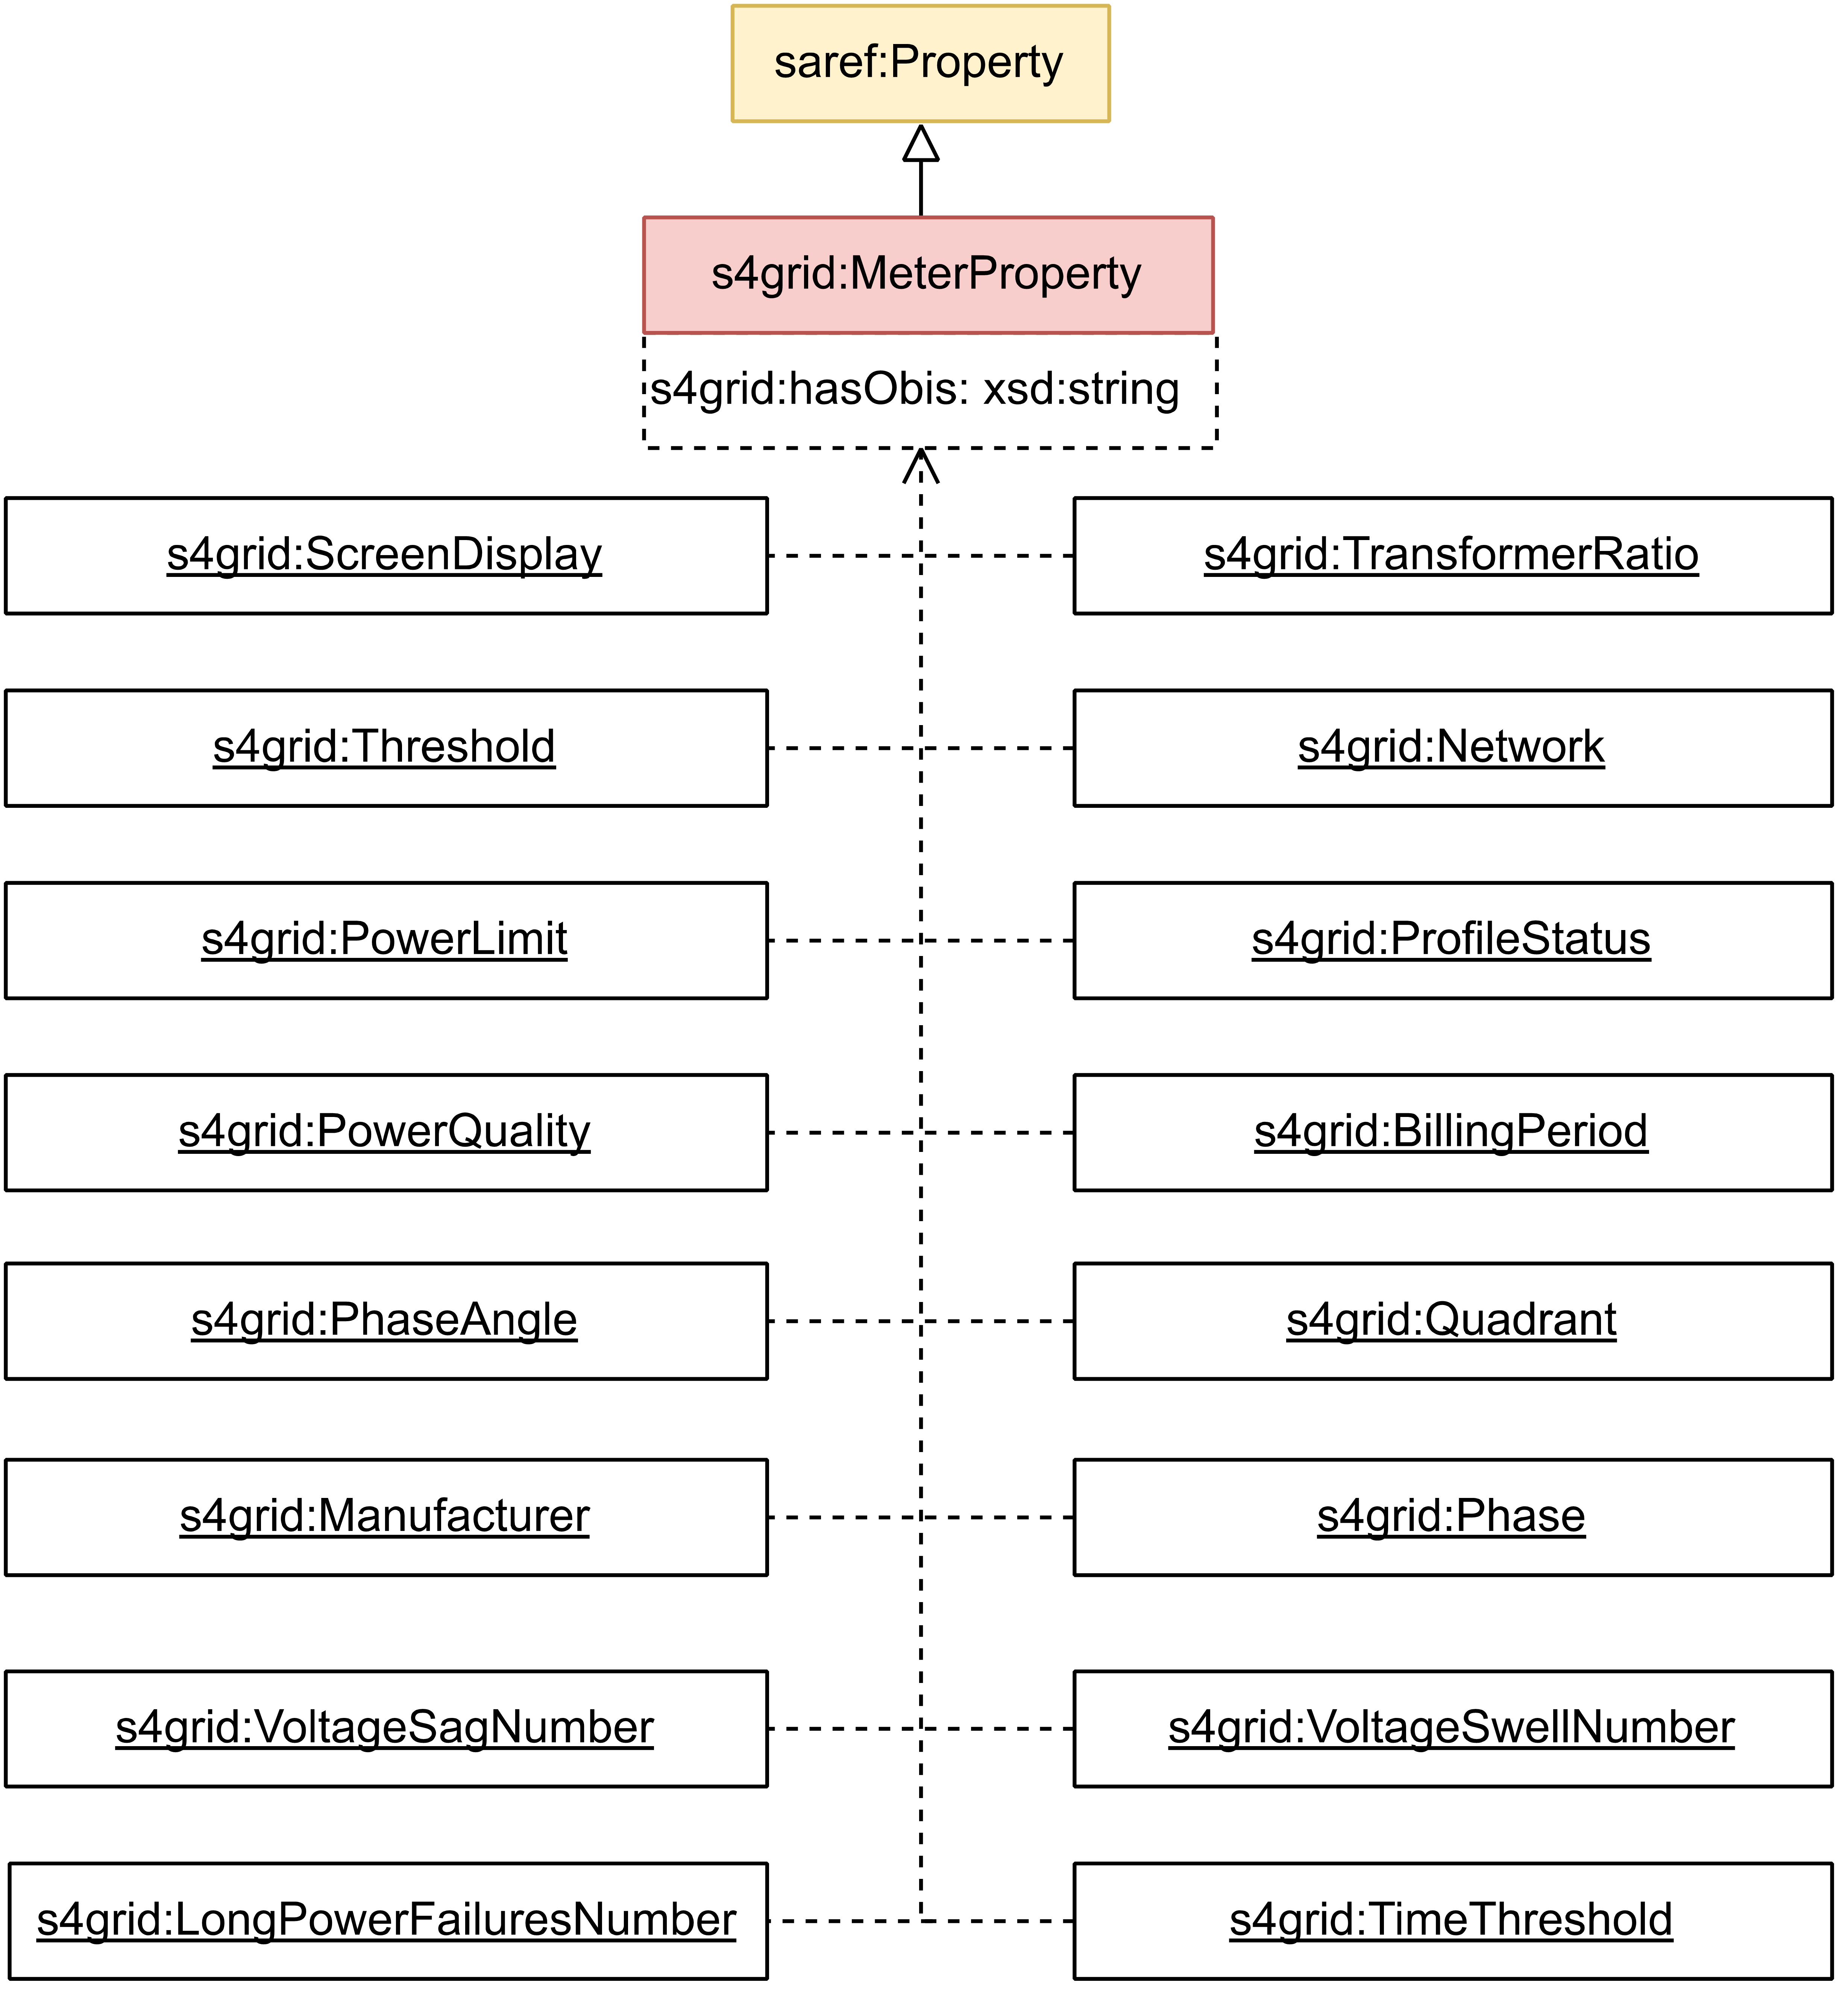 saref:Property
s4grid:MeterProperty
s4grid:hasObis: xsd:string
s4grid:ScreenDisplay
s4grid:TransformerRatio
s4grid:Threshold
s4grid:Network
s4grid:PowerLimit
s4grid:ProfileStatus
s4grid:PowerQuality
s4grid:BillingPeriod
s4grid:PhaseAngle
s4grid:Quadrant
s4grid:Manufacturer
s4grid:Phase
s4grid:VoltageSagNumber
s4grid:VoltageSwellNumber
s4grid:LongPowerFailuresNumber
s4grid:TimeThreshold